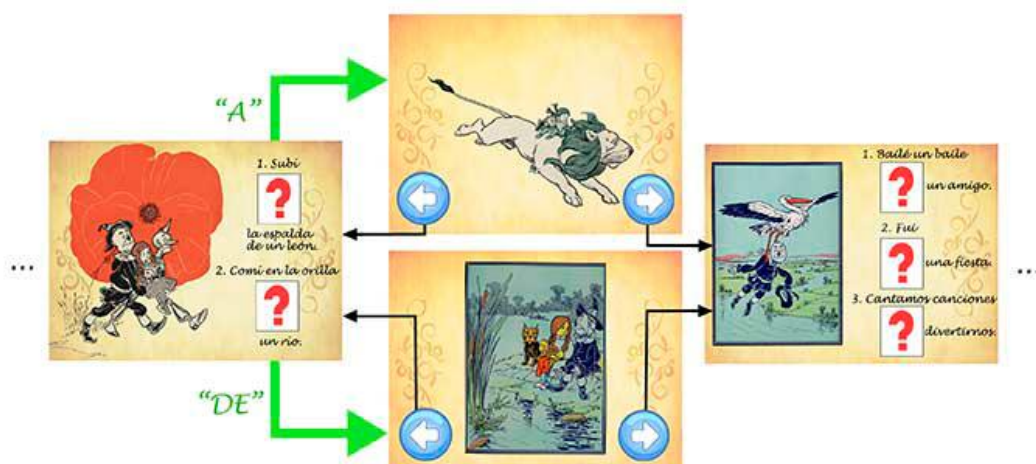 “A”
1. Subí
?
la espalda
de un león.
2. Comí en la orilla
?
un río.
“DE”
1. Bailé un baile
?
un amigo.
2. Fui
?
una fiesta.
3. Cantamos canciones
?
divertirnos.
...
...